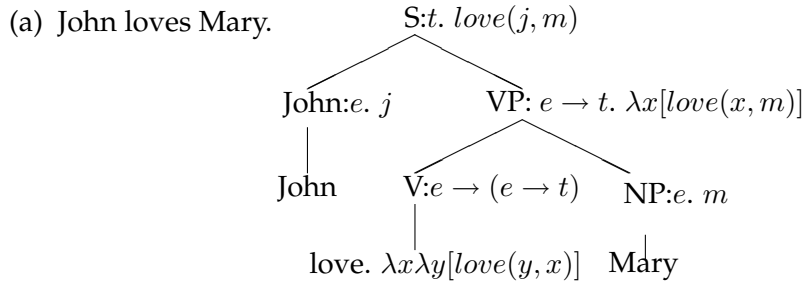 (a) John loves Mary. S:t. love(j, m)
John:e. j VP: e → t. λx[love(x, m)]
John V:e → (e → t) NP:e. m
love. λxλy[love(y, x)] Mary